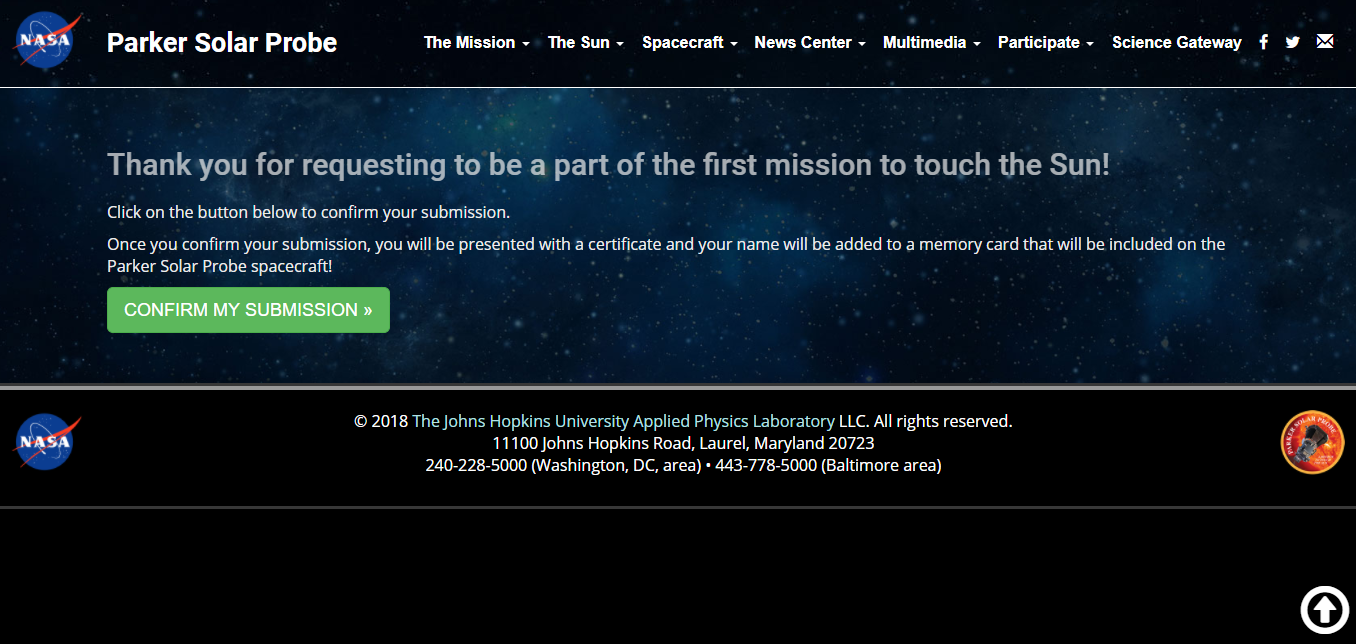 NASA
Parker Solar Probe
The Mission
The Sun
Spacecraft
News Center
Multimedia
Participate
Science Gateway
Thank you for requesting to be a part of the first mission to touch the Sun!
Click on the button below to confirm your submission.
Once you confirm your submission, you will be presented with a certificate and your name will be added to a memory card that will be included on the
Parker Solar Probe spacecraft!
CONFIRM MY SUBMISSION »
NASA
© 2018 The Johns Hopkins University Applied Physics Laboratory LLC. All rights reserved.
11100 Johns Hopkins Road, Laurel, Maryland 20723
240-228-5000 (Washington, DC, area) • 443-778-5000 (Baltimore area)
PARKER SOLAR PROBE